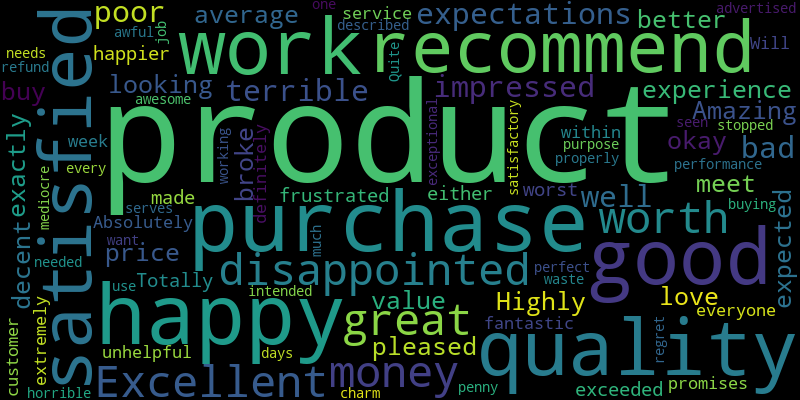 product
work
recommend
purchase
happy
good
quality
satisfied
Excellent
disappointed
great
money
worth
poor
average
service
expectations
better
advertised
one
described
awful
job
Quite
Will
needs
refund
happier
looking
terrible
impressed
experience
buy
awesome
Amazing
seen
stopped
exactly
week
every
mediocre
working
broke
definitely
exceptional
satisfactory
within
purpose
properly
okay
bad
performance
made
frustrated
either
worst
well
meet
buying
decent
serves
Absolutely
want
needed
price
much
expected
perfect
waste
use
Totally
intended
value
Highly
love
everyone
fantastic
regret
customer
extremely
unhelpful
days
pleased
horrible
charm
penny
exceeded
promises